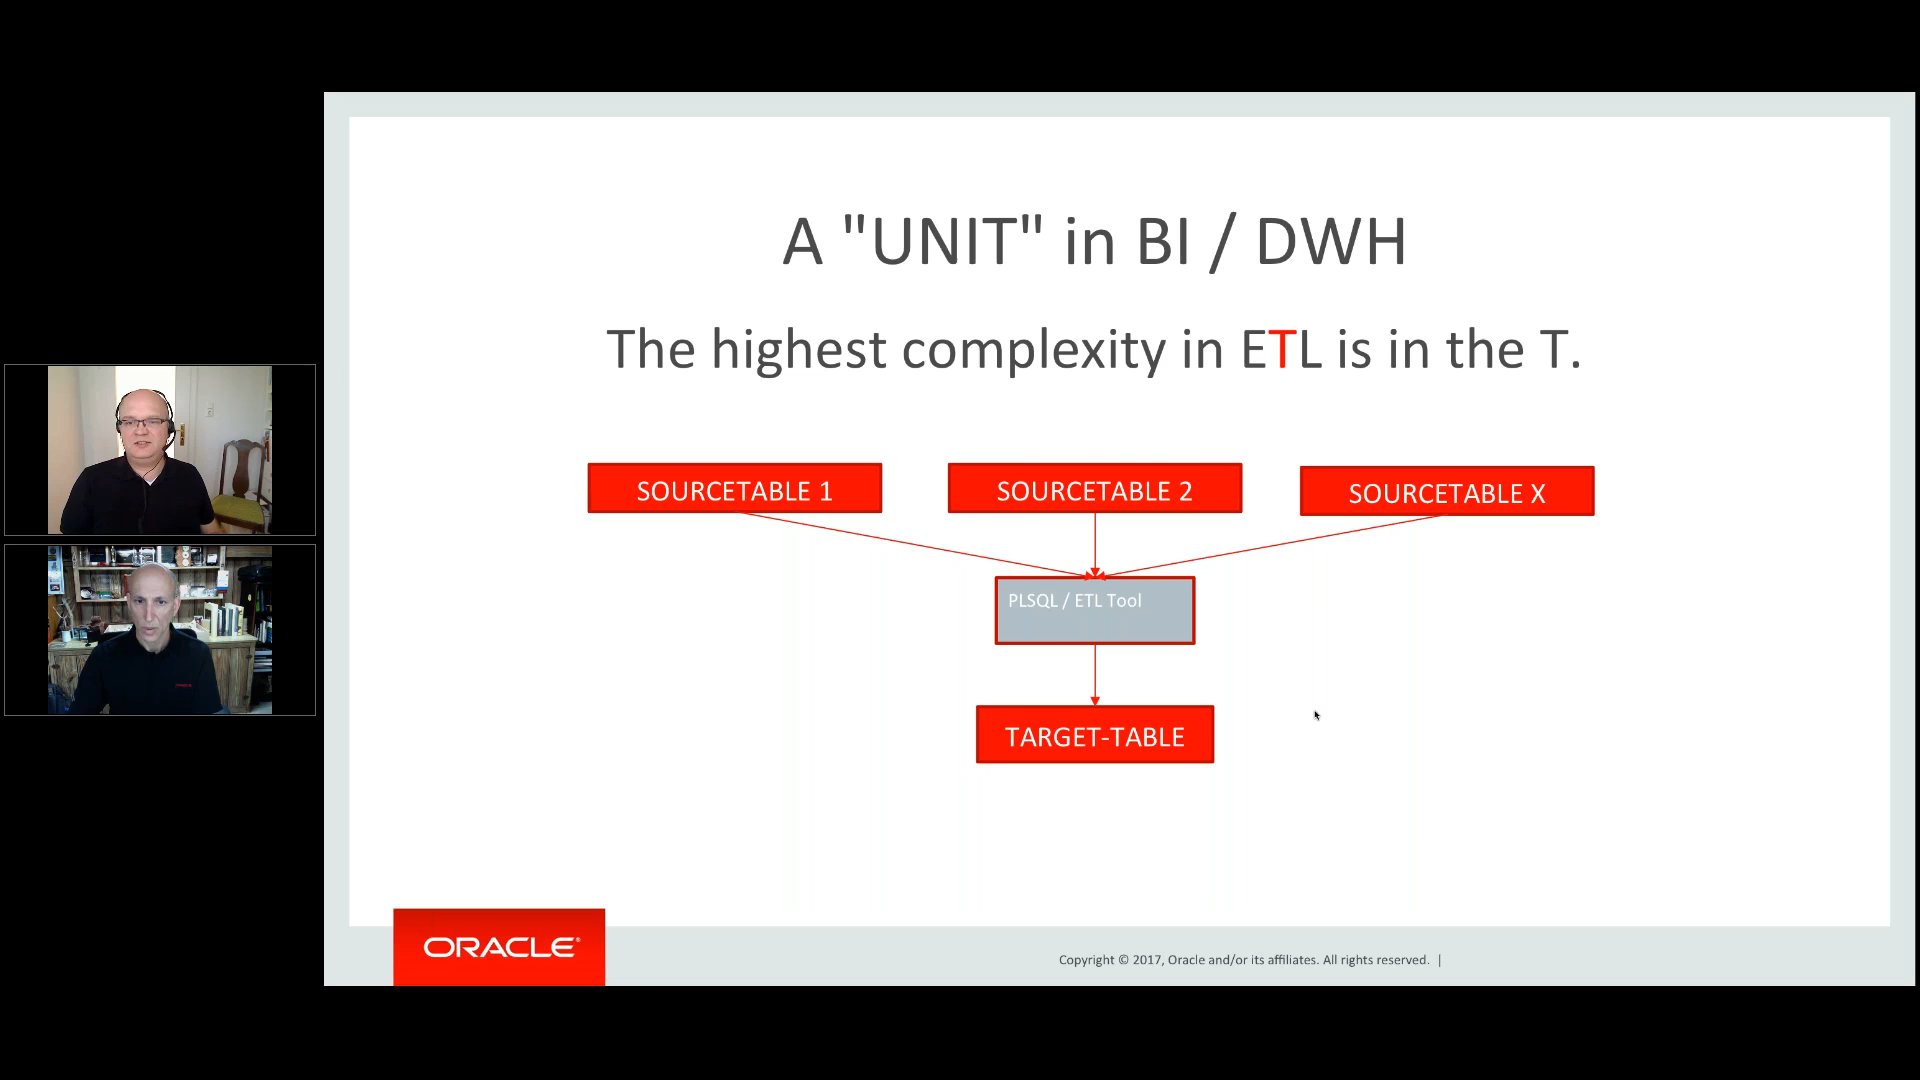 A "UNIT" in BI / DWH
The highest complexity in ETL is in the T.
SOURCETABLE 1
SOURCETABLE 2
SOURCETABLE X
PLSQL / ETL Tool
TARGET-TABLE
ORACLE®
Copyright © 2017, Oracle and/or its affiliates. All rights reserved. |